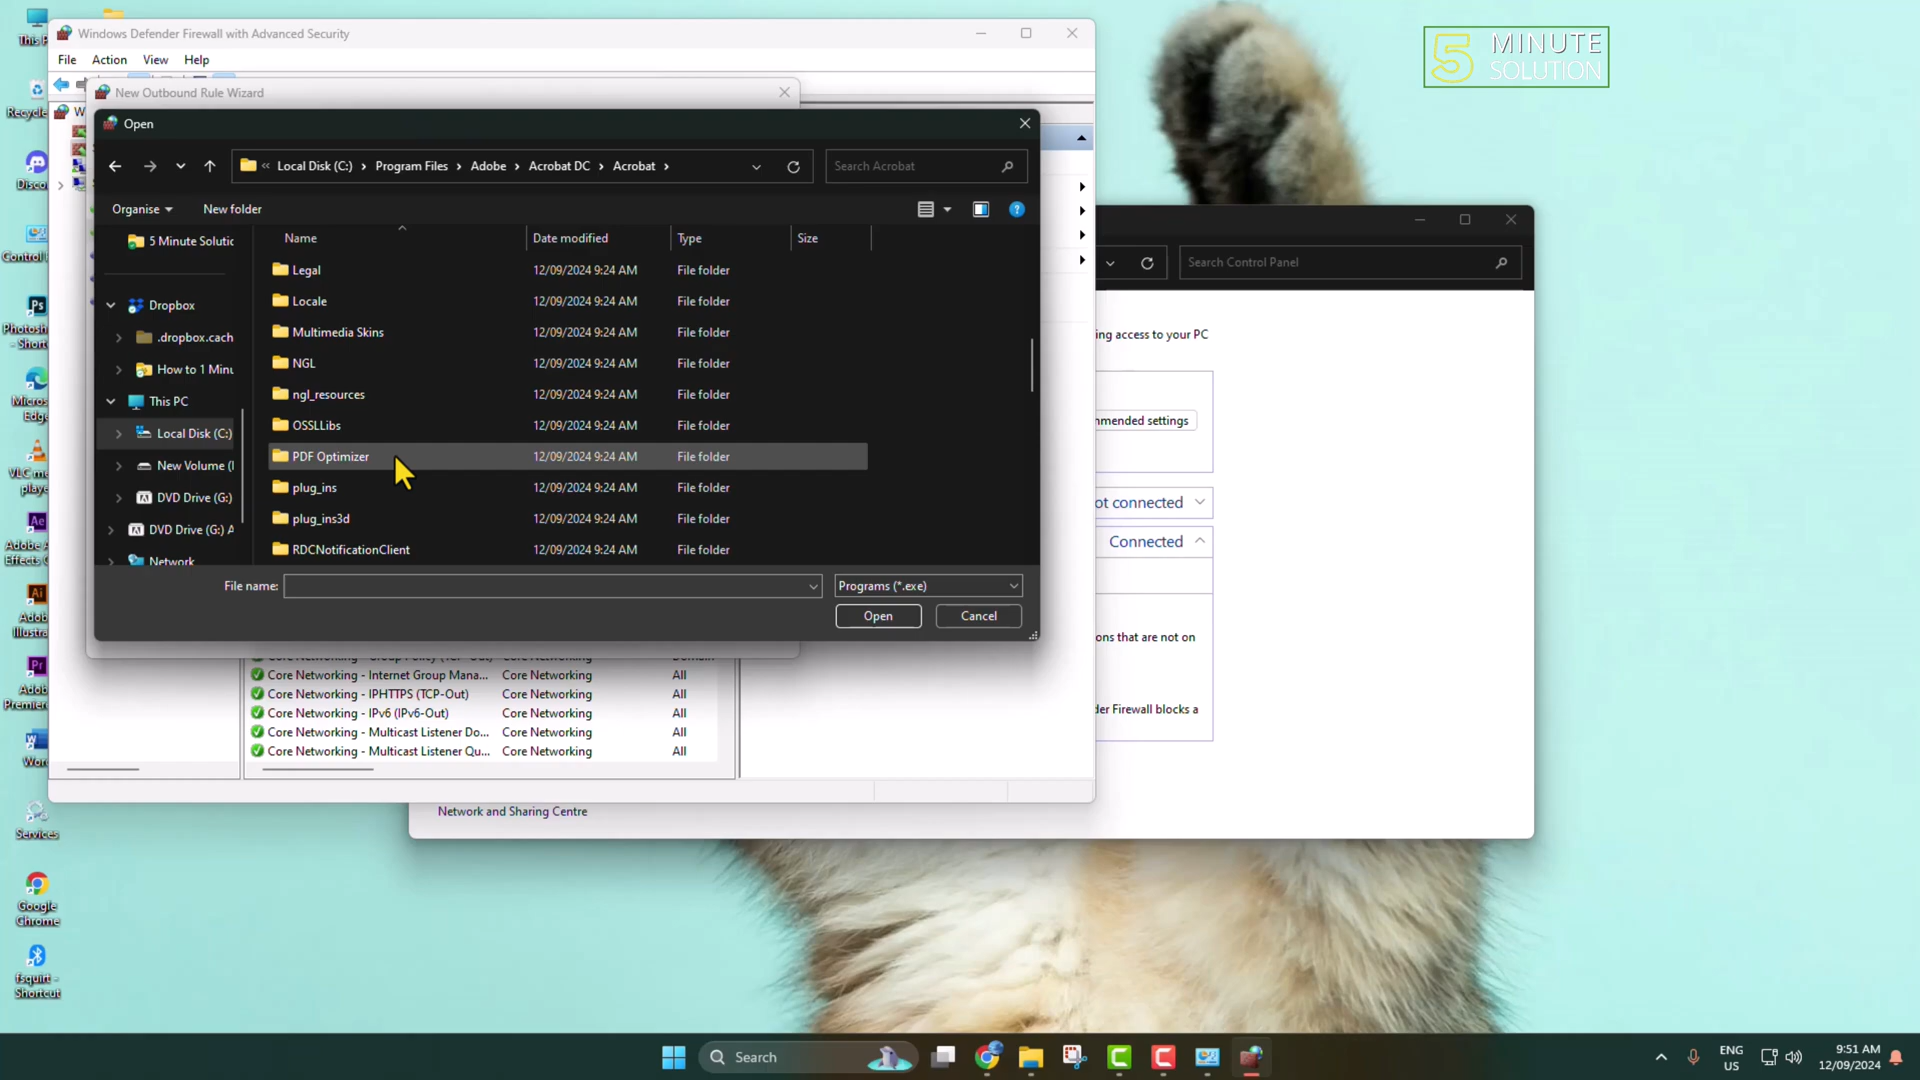 Windows Defender Firewall with Advanced Security
File Action View Help
New Outbound Rule Wizard
Open
« Local Disk (C:) > Program Files > Adobe > Acrobat DC > Acrobat >
Search Acrobat
Organise
New folder
Name Date modified Type Size
5 Minute Solutic
Dropbox
.dropbox.cach
How to 1 Minu
This PC
Local Disk (C:)
New Volume (I
DVD Drive (G:)
DVD Drive (G:) A
Network
Legal 12/09/2024 9:24 AM File folder
Locale 12/09/2024 9:24 AM File folder
Multimedia Skins 12/09/2024 9:24 AM File folder
NGL 12/09/2024 9:24 AM File folder
ngl_resources 12/09/2024 9:24 AM File folder
OSSLLibs 12/09/2024 9:24 AM File folder
PDF Optimizer 12/09/2024 9:24 AM File folder
plug_ins 12/09/2024 9:24 AM File folder
plug_ins3d 12/09/2024 9:24 AM File folder
RDCNotificationClient 12/09/2024 9:24 AM File folder
File name:
Programs (*.exe)
Open Cancel
Core Networking - Group Policy (TCP-Out) Core Networking Domain
Core Networking - Internet Group Mana... Core Networking All
Core Networking - IPHTTPS (TCP-Out) Core Networking All
Core Networking - IPv6 (IPv6-Out) Core Networking All
Core Networking - Multicast Listener Do... Core Networking All
Core Networking - Multicast Listener Qu... Core Networking All
Search Control Panel
ing access to your PC
nmended settings
ot connected
Connected
ons that are not on
der Firewall blocks a
Network and Sharing Centre
5 MINUTE
SOLUTION
This P
Recycle
Disco
Control
Photosh
- Short
Micros
Edge
VLC me
playe
Adobe A
Effects C
Adob
Illustra
Adob
Premier
Word
Services
Google
Chrome
fsquirt -
Shortcut
Search
ENG
US
9:51 AM
12/09/2024